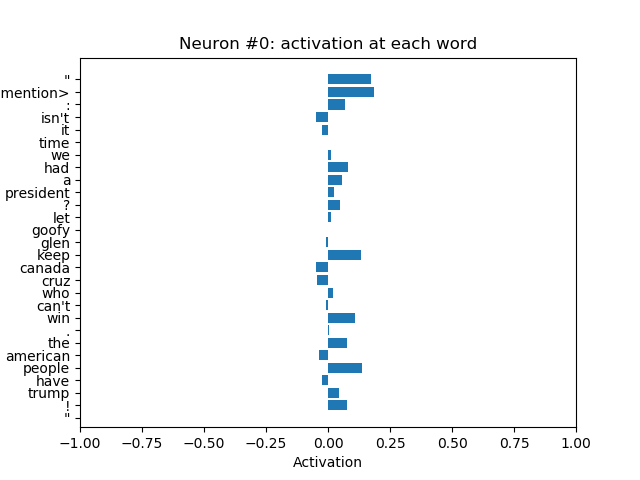 Neuron #0: activation at each word
"
mention>
:
isn't
it
time
we
had
a
president
?
let
goofy
glen
keep
canada
cruz
who
can't
win
.
the
american
people
have
trump
!
"
−1.00 −0.75 −0.50 −0.25 0.00 0.25 0.50 0.75 1.00
Activation